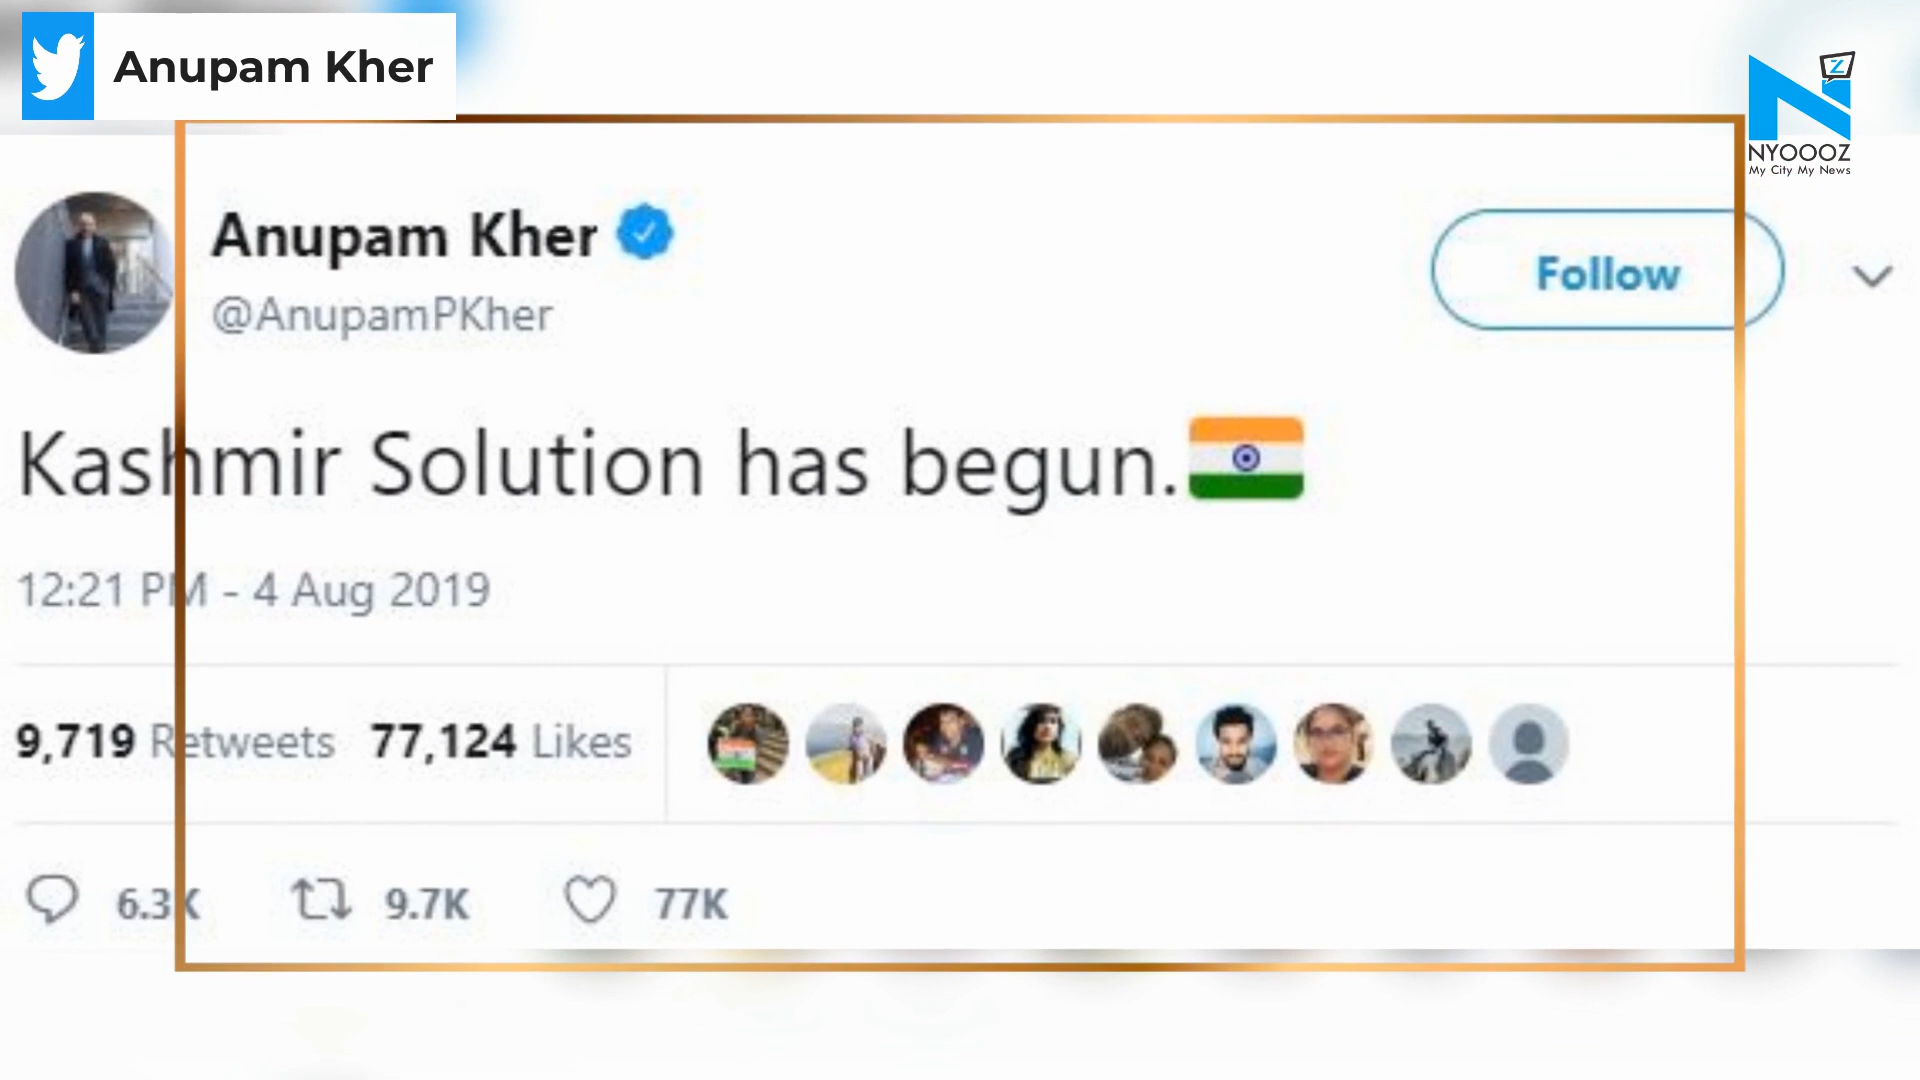 Anupam Kher
NYOOOZ
My City My News
Anupam Kher
@AnupamPKher
Follow
Kashmir Solution has begun.
12:21 PM - 4 Aug 2019
9,719 Retweets 77,124 Likes
6.3K 9.7K 77K